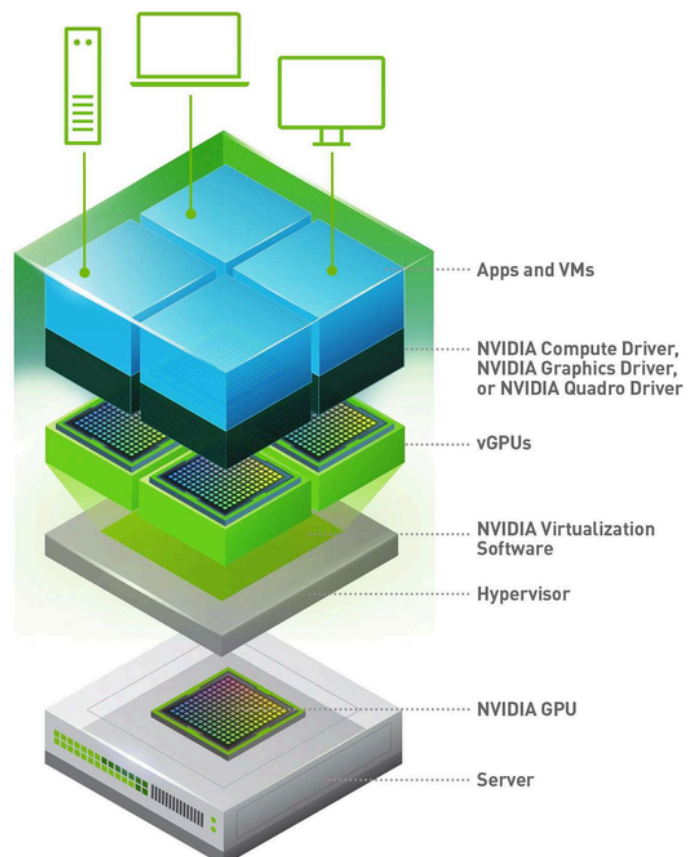 Apps and VMs
NVIDIA Compute Driver,
NVIDIA Graphics Driver,
or NVIDIA Quadro Driver
vGPUs
NVIDIA Virtualization
Software
Hypervisor
NVIDIA GPU
Server